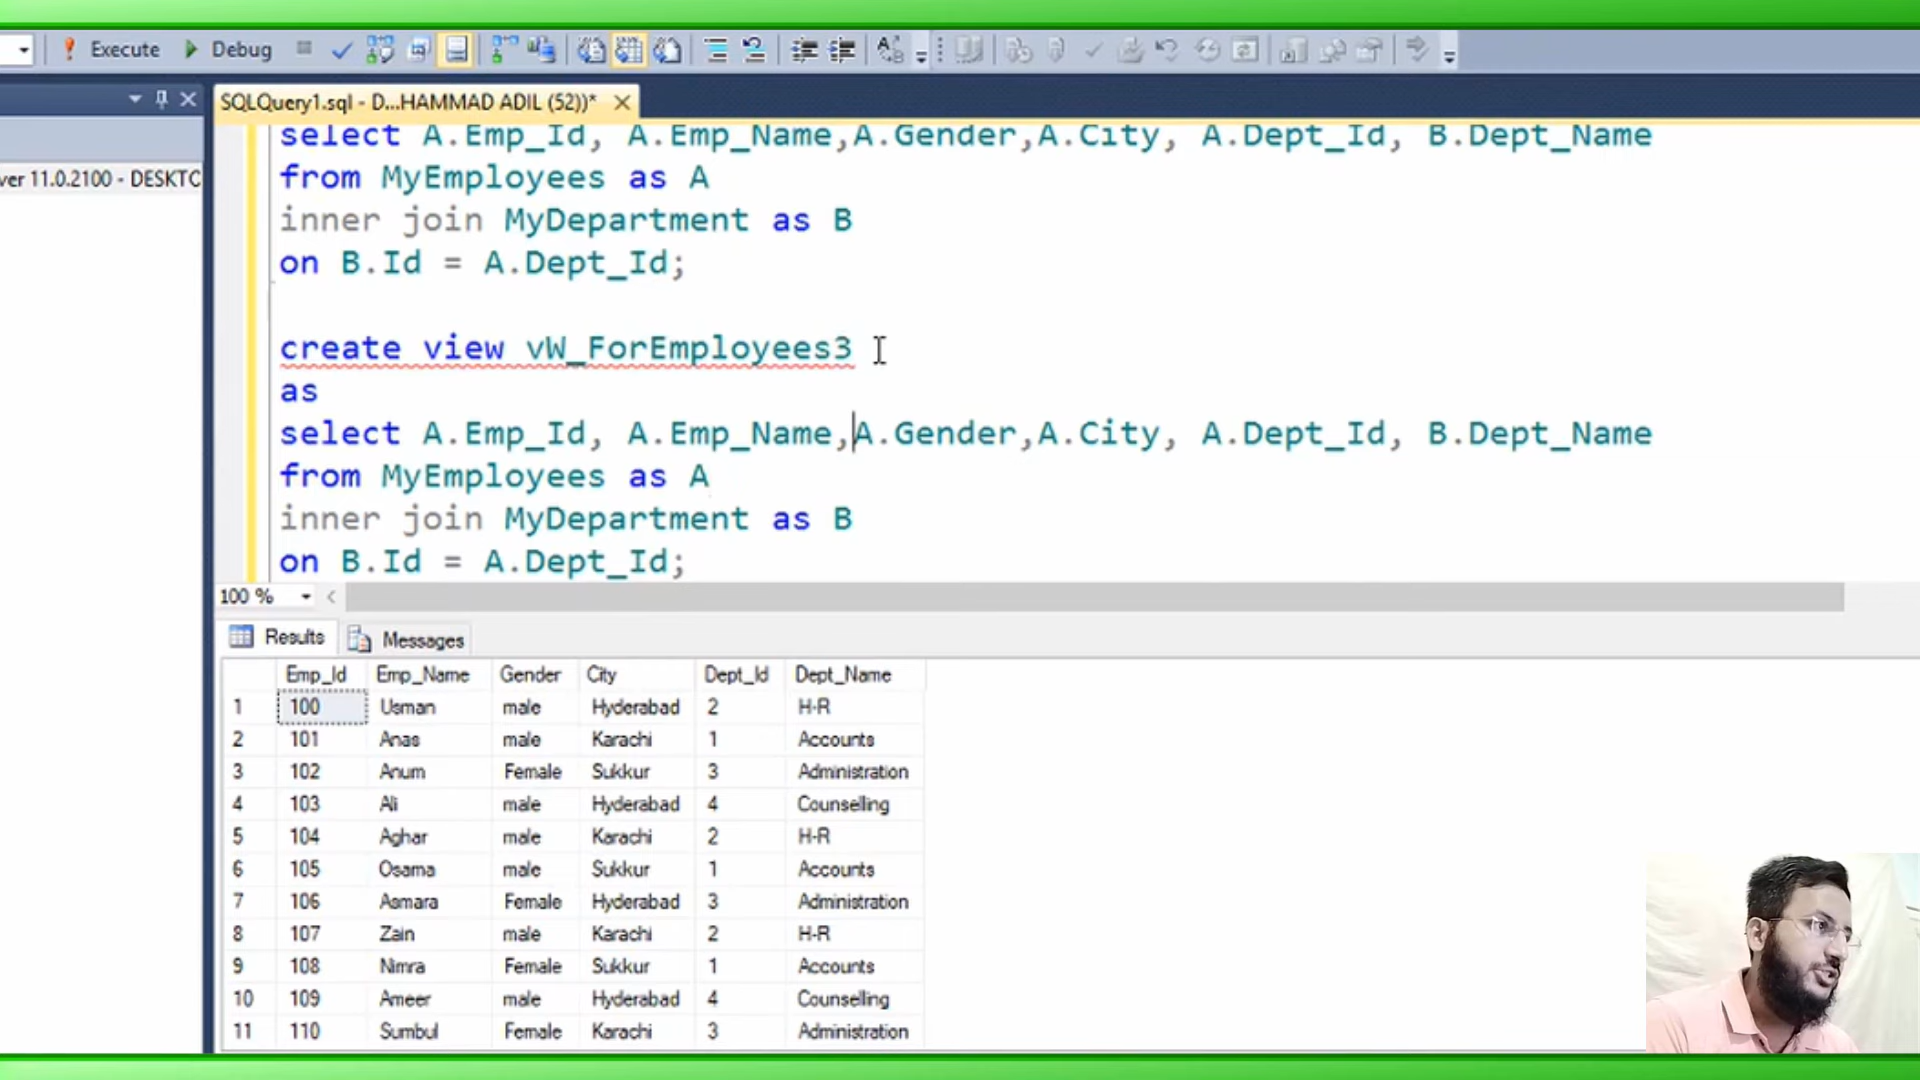 Execute Debug
SQLQuery1.sql - D...HAMMAD ADIL (52))*
ver 11.0.2100 - DESKTC
select A.Emp_Id, A.Emp_Name,A.Gender,A.City, A.Dept_Id, B.Dept_Name
from MyEmployees as A
inner join MyDepartment as B
on B.Id = A.Dept_Id;
create view vW_ForEmployees3
as
select A.Emp_Id, A.Emp_Name,A.Gender,A.City, A.Dept_Id, B.Dept_Name
from MyEmployees as A
inner join MyDepartment as B
on B.Id = A.Dept_Id;
100 %
Results Messages
Emp_Id Emp_Name Gender City Dept_Id Dept_Name
1 100 Usman male Hyderabad 2 H-R
2 101 Anas male Karachi 1 Accounts
3 102 Anum Female Sukkur 3 Administration
4 103 Ali male Hyderabad 4 Counselling
5 104 Aghar male Karachi 2 H-R
6 105 Osama male Sukkur 1 Accounts
7 106 Asmara Female Hyderabad 3 Administration
8 107 Zain male Karachi 2 H-R
9 108 Nimra Female Sukkur 1 Accounts
10 109 Ameer male Hyderabad 4 Counselling
11 110 Sumbul Female Karachi 3 Administration